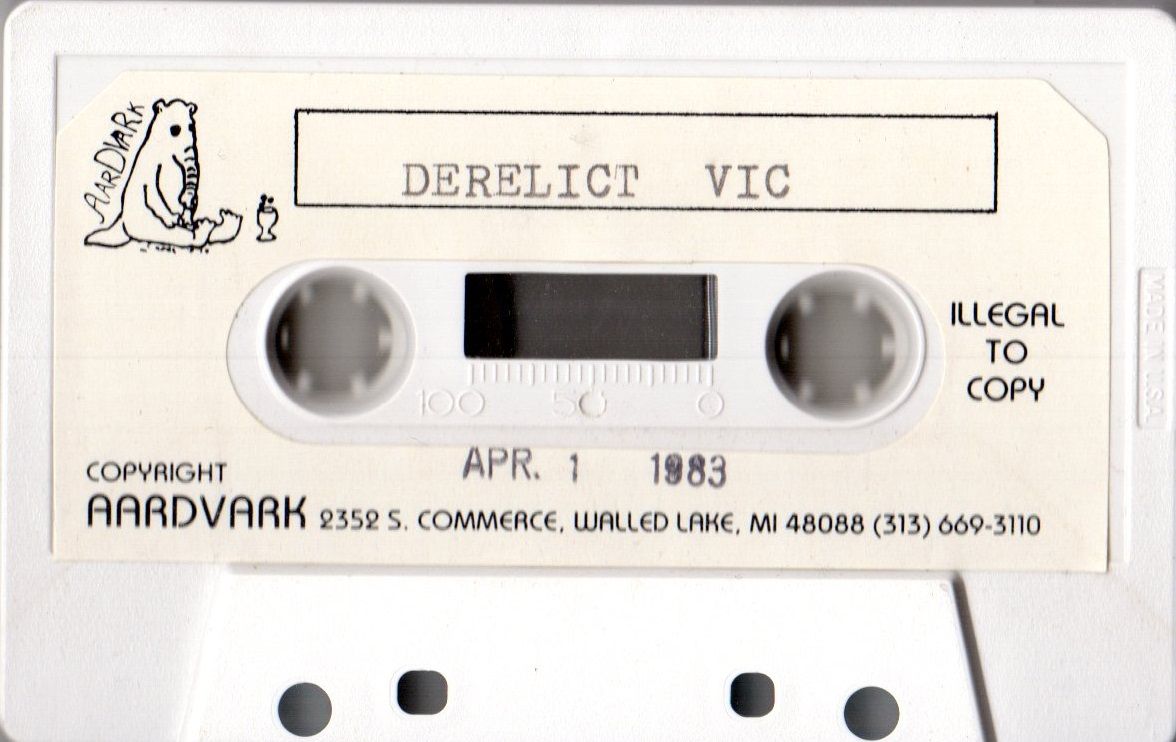 AARDVARK
DERELICT VIC
ILLEGAL
TO
COPY
100 50 0
MADE IN U.S.A.
APR. 1 1983
COPYRIGHT
AARDVARK 2352 S. COMMERCE, WALLED LAKE, MI 48088 (313) 669-3110